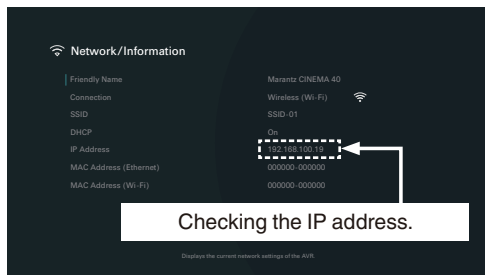 Network/Information
Friendly Name Marantz CINEMA 40
Connection Wireless (Wi-Fi)
SSID SSID-01
DHCP On
IP Address 192.168.100.19
MAC Address (Ethernet) 000000-000000
MAC Address (Wi-Fi) 000000-000000
Checking the IP address.
Displays the current network settings of the AVR.